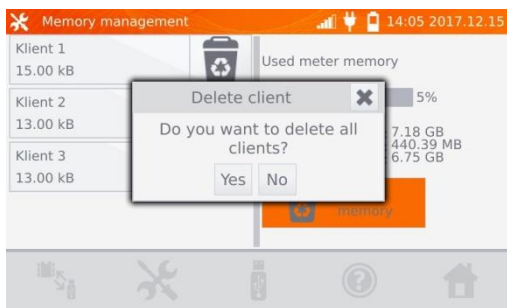 Memory management
14:05 2017.12.15
Klient 1
15.00 kB
Klient 2
13.00 kB
Klient 3
13.00 kB
Used meter memory
5%
7.18 GB
440.39 MB
6.75 GB
memory
Delete client
Do you want to delete all
clients?
Yes No